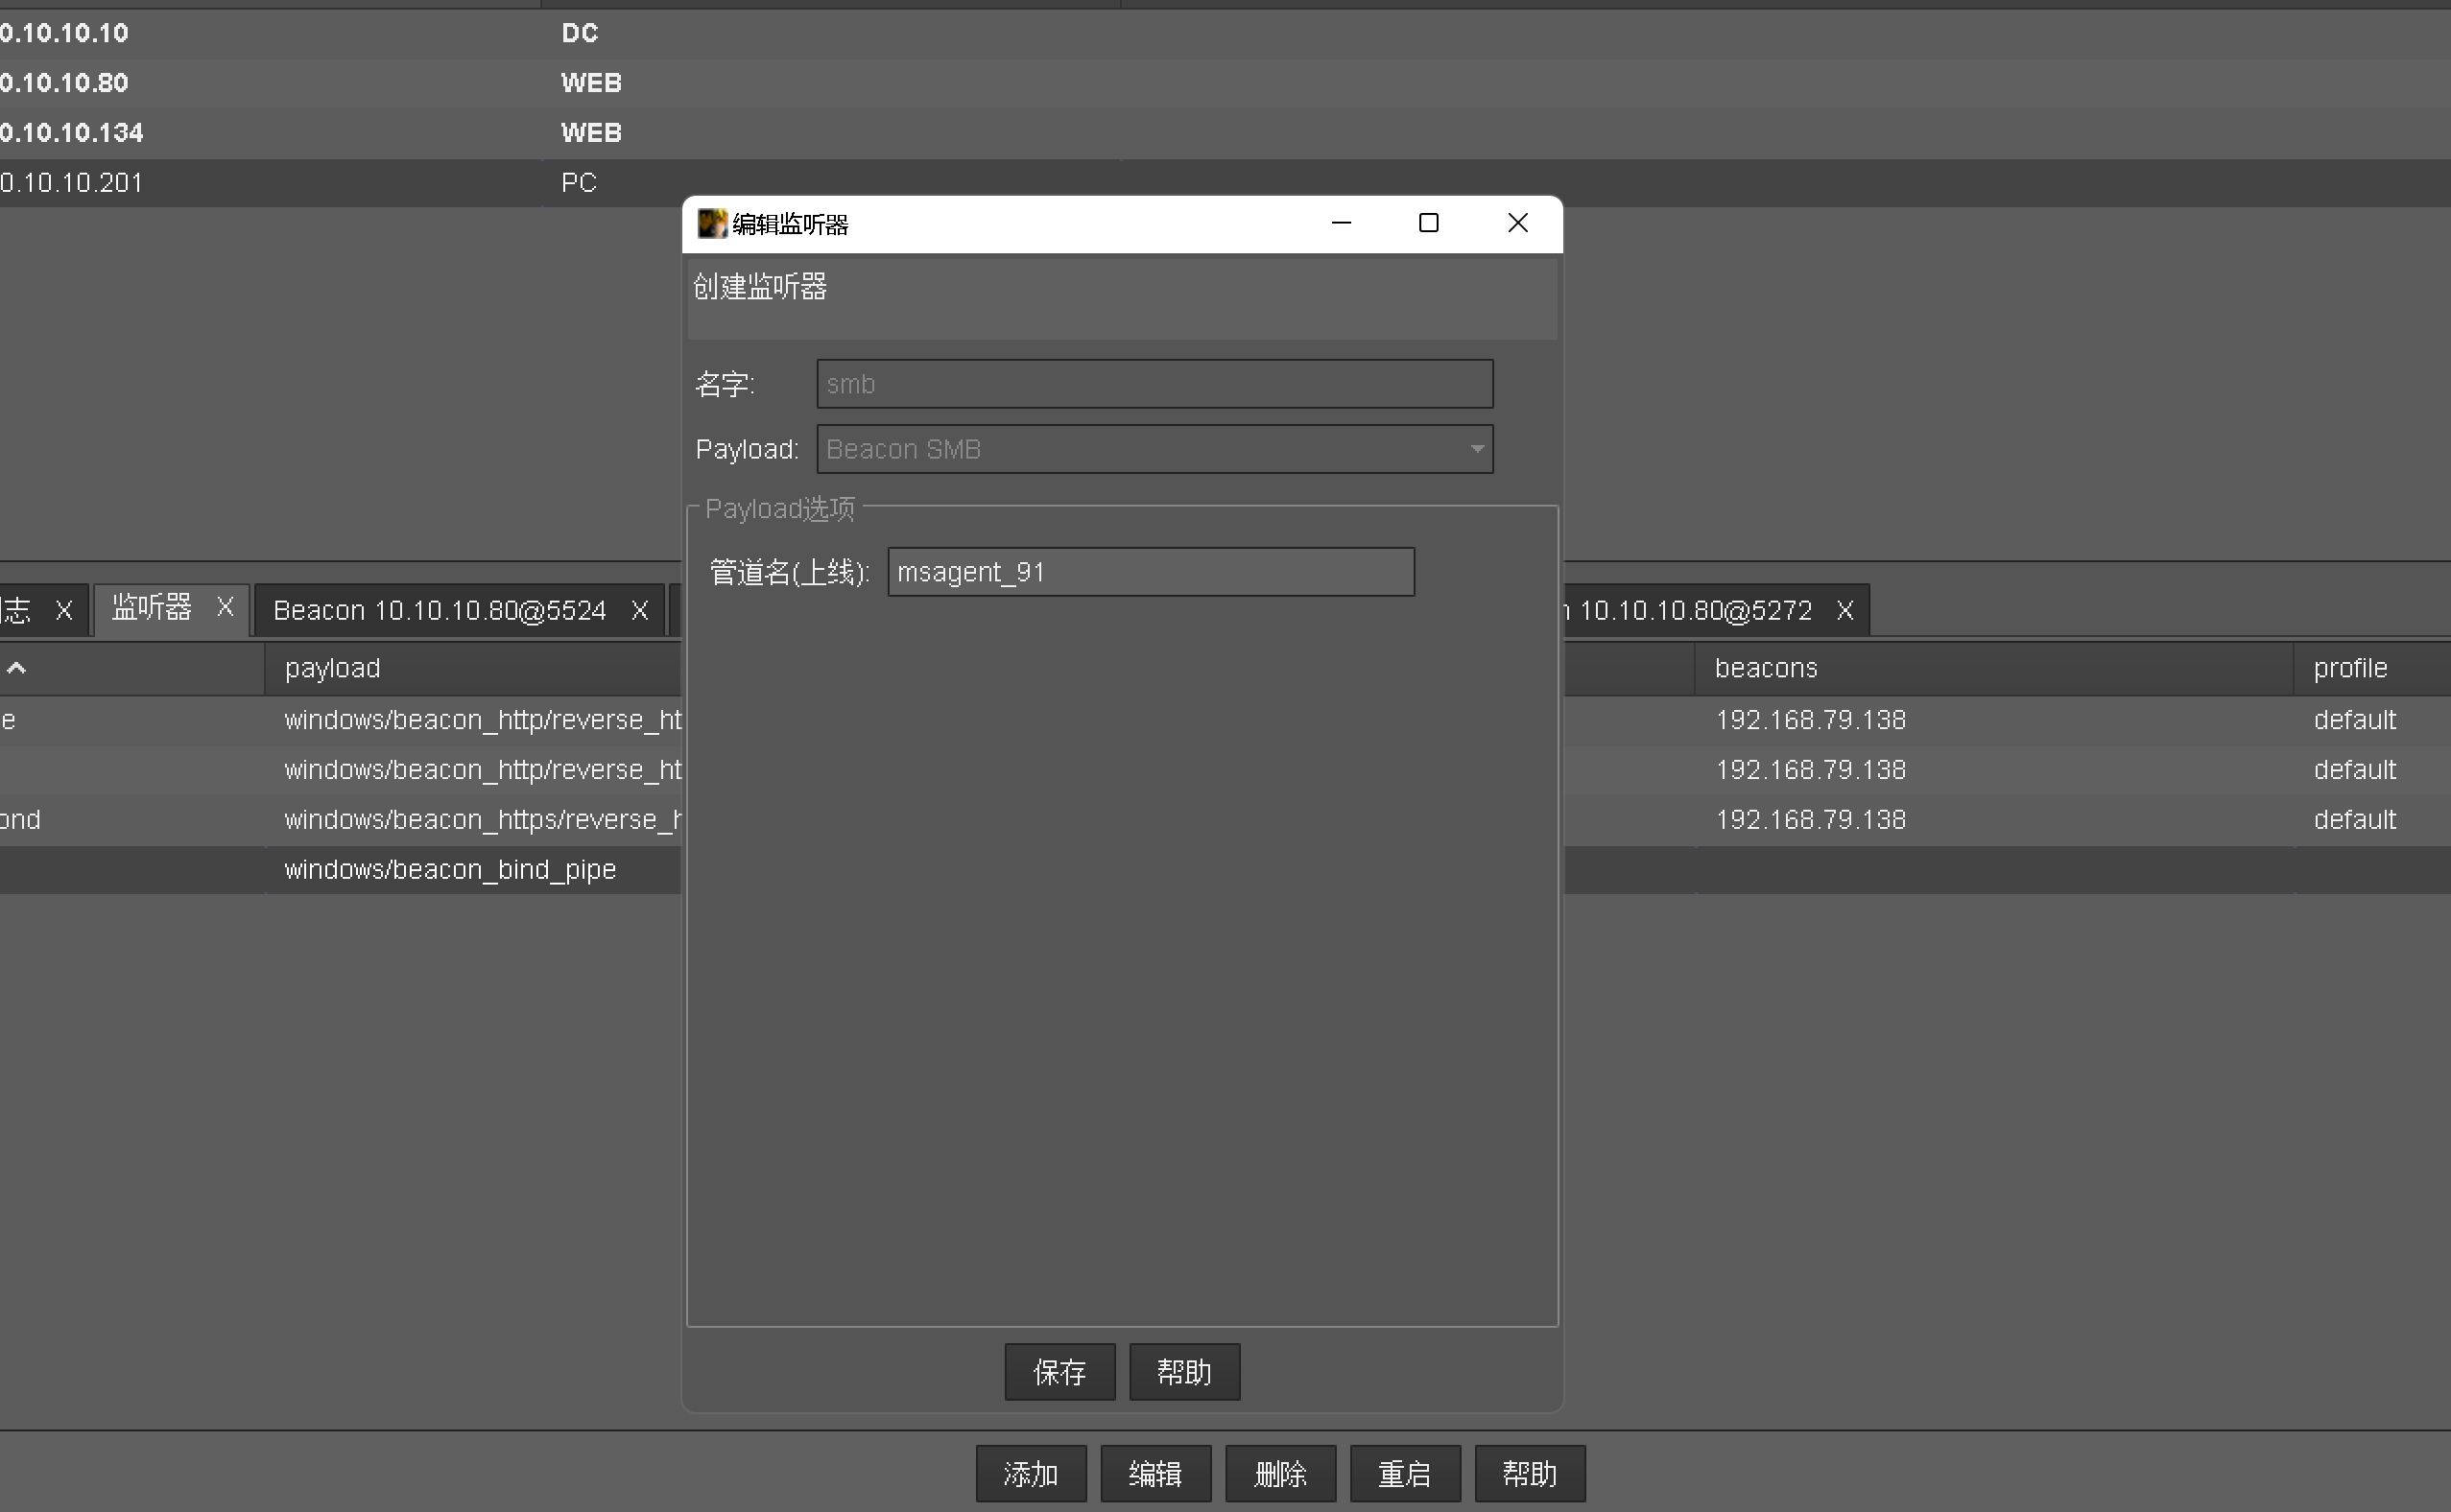 0.10.10.10 DC
0.10.10.80 WEB
0.10.10.134 WEB
0.10.10.201 PC
编辑监听器
创建监听器
名字: smb
Payload: Beacon SMB
Payload选项
管道名(上线): msagent_91
志 X 监听器 X Beacon 10.10.10.80@5524 X 10.10.10.80@5272 X
payload beacons profile
e windows/beacon_http/reverse_ht 192.168.79.138 default
windows/beacon_http/reverse_ht 192.168.79.138 default
ond windows/beacon_https/reverse_h 192.168.79.138 default
windows/beacon_bind_pipe
保存 帮助
添加 编辑 删除 重启 帮助